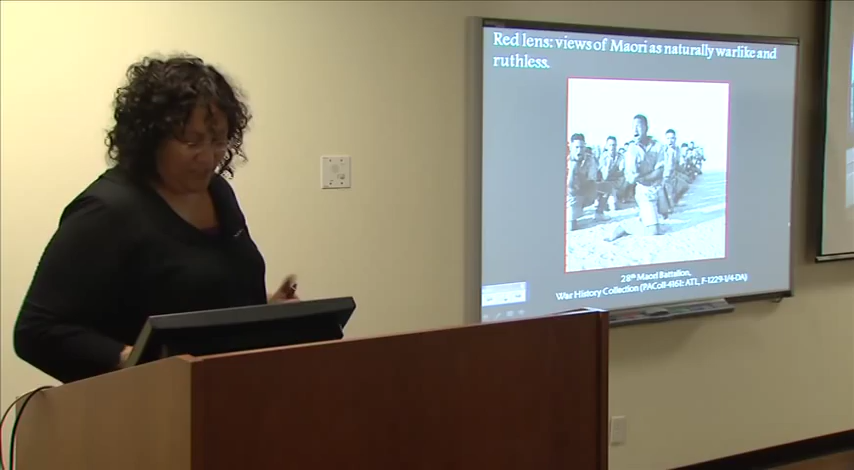 Red lens: views of Maori as naturally warlike and
ruthless.
28th Maori Battalion,
War History Collection (PAColl-4161: ATL, F-1229-1/4-DA)